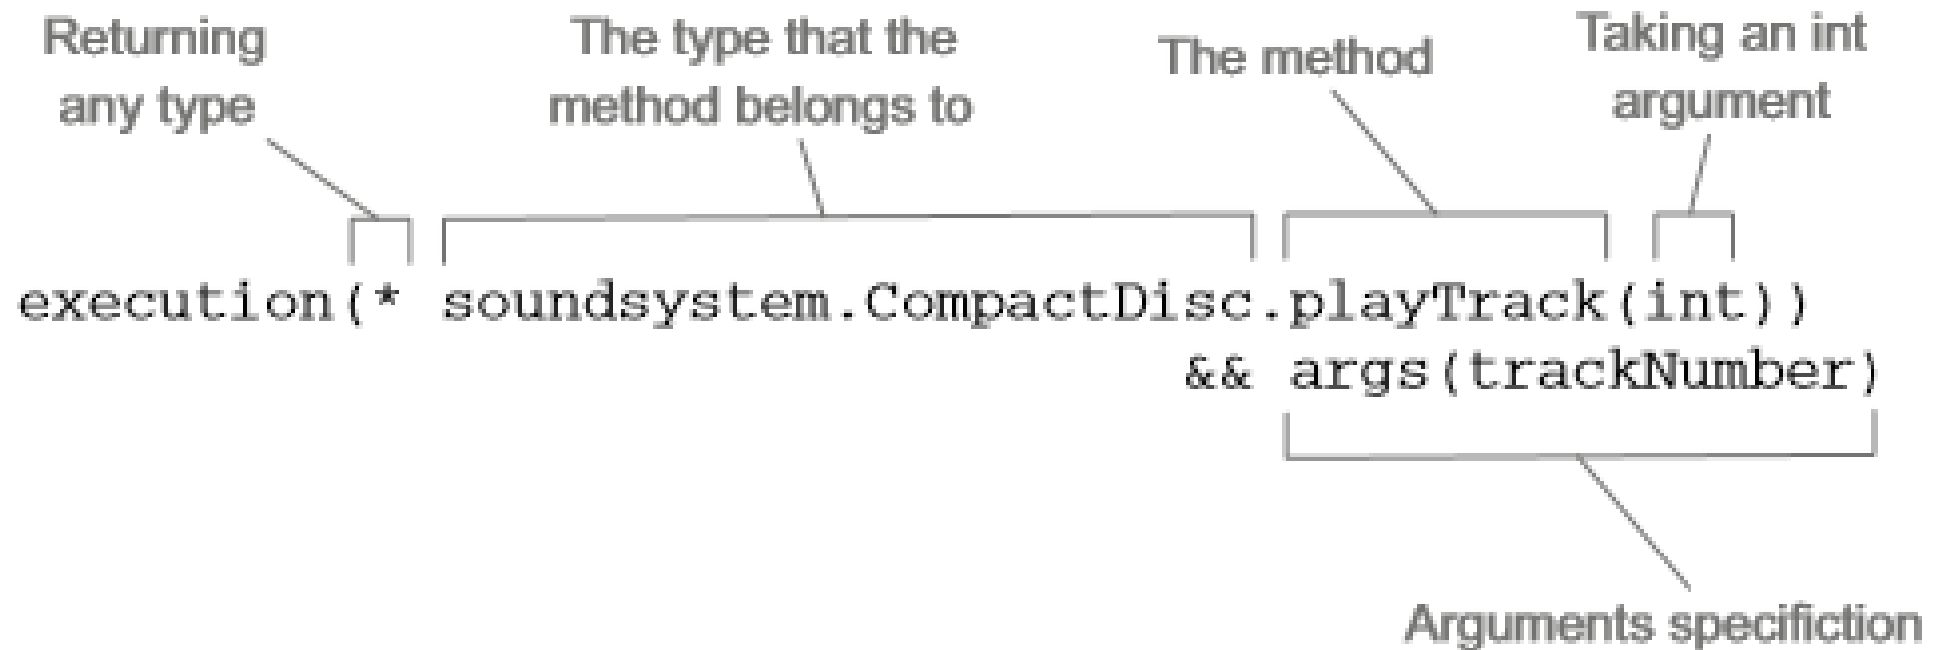 Returning
any type
The type that the
method belongs to
The method
Taking an int
argument
execution(* soundsystem.CompactDisc.playTrack(int))
&& args(trackNumber)
Arguments specifiction